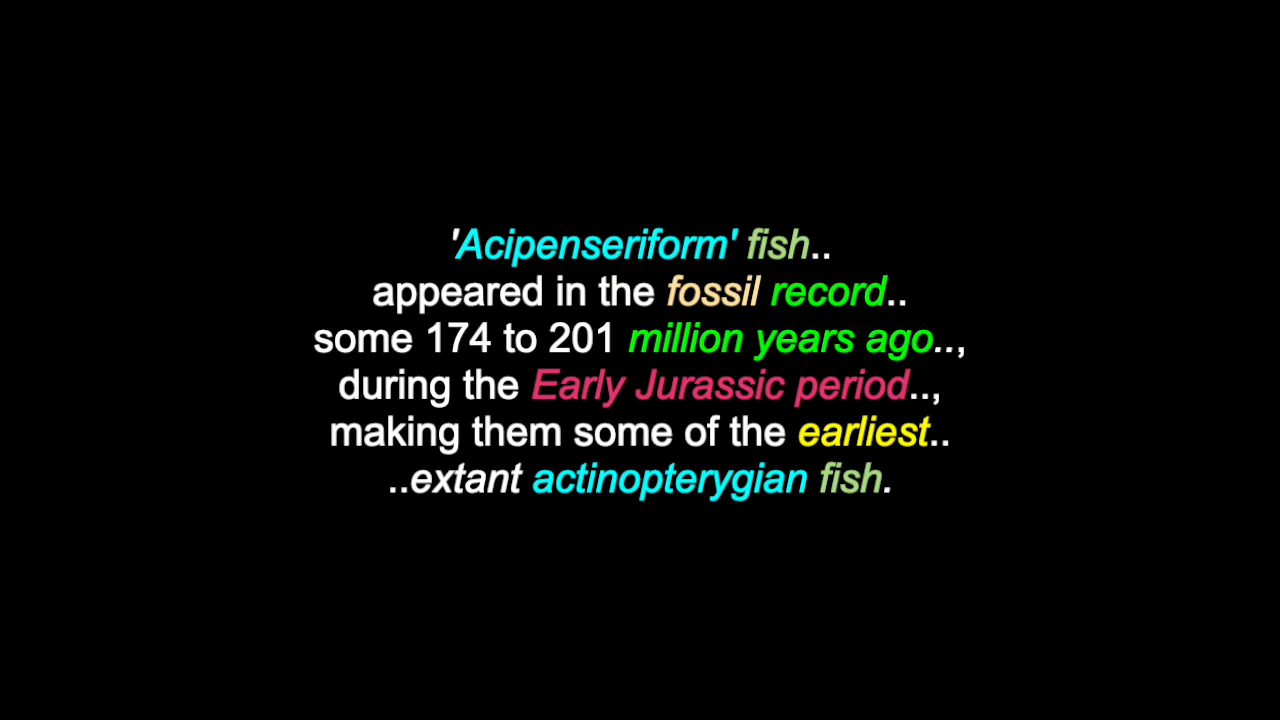 'Acipenseriform' fish..
appeared in the fossil record..
some 174 to 201 million years ago..,
during the Early Jurassic period..,
making them some of the earliest..
..extant actinopterygian fish.